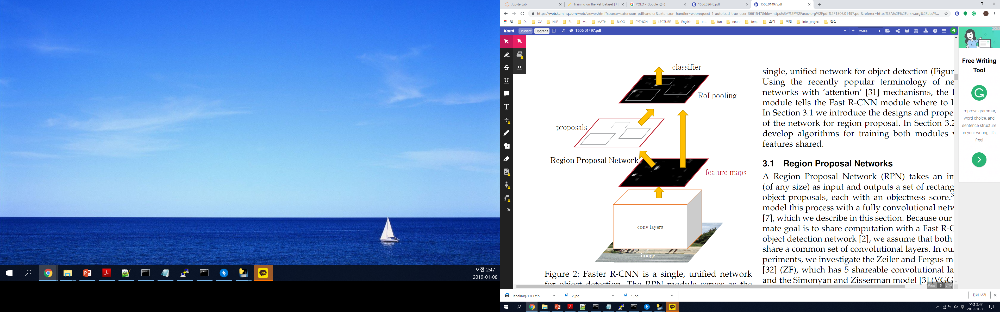 오전 2:47
2019-01-08
JupyterLab
Training on the Pet Dataset | L
YOLO - Google 검색
1506.02640.pdf
1506.01497.pdf
https://web.kamihq.com/web/viewer.html?source=extension_pdfhandler&extension_handler=webrequest_1_autoload_true_user_3661547&file=https%3A%2F%2Farxiv.org%2Fpdf%2F1506.01497.pdf&referer=https%3A%2F%2Farxiv.org%2Fabs%...
앱 DL CV NLP RL ML MATH BLOG PYTHON LECTURE English etc. fun neuro temp 요리 취업 intel_project 랩실
Kami Student Upgrade 1506.01497.pdf 250%
classifier
RoI pooling
proposals
Region Proposal Network
feature maps
conv layers
image
Figure 2: Faster R-CNN is a single, unified network
for object detection. The RPN module serves as the
single, unified network for object detection (Figur
Using the recently popular terminology of ne
networks with ‘attention’ [31] mechanisms, the
module tells the Fast R-CNN module where to l
In Section 3.1 we introduce the designs and prope
of the network for region proposal. In Section 3.2
develop algorithms for training both modules
features shared.
3.1 Region Proposal Networks
A Region Proposal Network (RPN) takes an im
(of any size) as input and outputs a set of rectang
object proposals, each with an objectness score.3
model this process with a fully convolutional netw
[7], which we describe in this section. Because our
mate goal is to share computation with a Fast R-C
object detection network [2], we assume that both
share a common set of convolutional layers. In ou
periments, we investigate the Zeiler and Fergus m
[32] (ZF), which has 5 shareable convolutional la
and the Simonyan and Zisserman model [3] (VGG
Page 3 / 14
Free Writing
Tool
Improve grammar,
word choice, and
sentence structure
in your writing. It's
free!
labelImg-1.8.1.zip
2.jpg
1.jpg
전체 보기
TALK
오전 2:47
2019-01-08